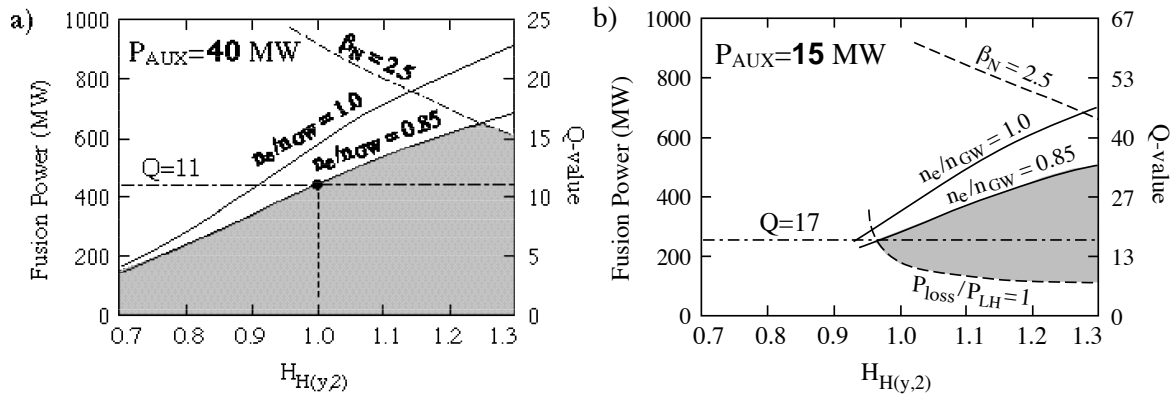 a)
P_AUX=40 MW
β_N = 2.5
n_e/n_GW = 1.0
n_e/n_GW = 0.85
Q=11
Fusion Power (MW)
1000
800
600
400
200
0
0.7
0.8
0.9
1.0
1.1
1.2
1.3
H_H(y,2)
25
20
15
10
5
0
Q-value
b)
P_AUX=15 MW
β_N = 2.5
n_e/n_GW = 1.0
n_e/n_GW = 0.85
Q=17
P_loss/P_LH=1
Fusion Power (MW)
1000
800
600
400
200
0
0.7
0.8
0.9
1.0
1.1
1.2
1.3
H_H(y,2)
67
53
40
27
13
0
Q-value